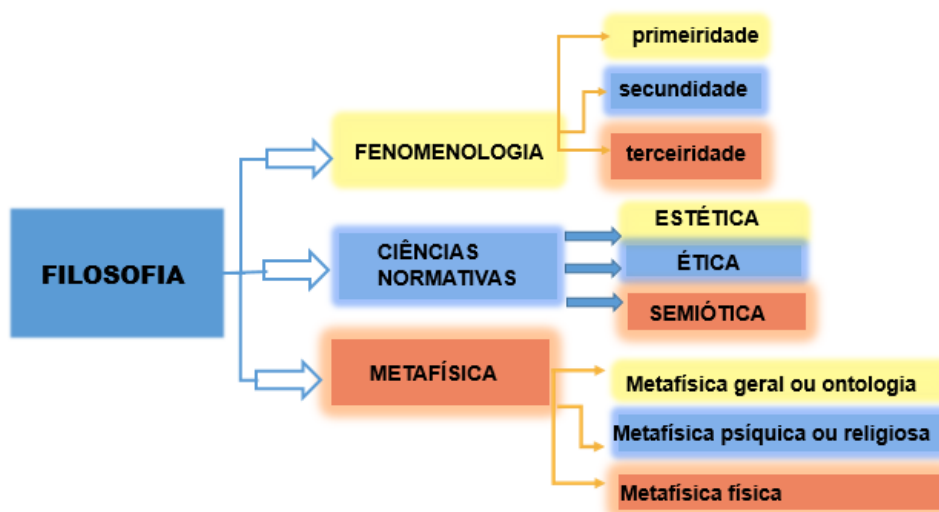 FILOSOFIA
FENOMENOLOGIA
primeiridade
secundidade
terceiridade
CIÊNCIAS
NORMATIVAS
ESTÉTICA
ÉTICA
SEMIÓTICA
METAFÍSICA
Metafísica geral ou ontologia
Metafísica psíquica ou religiosa
Metafísica física